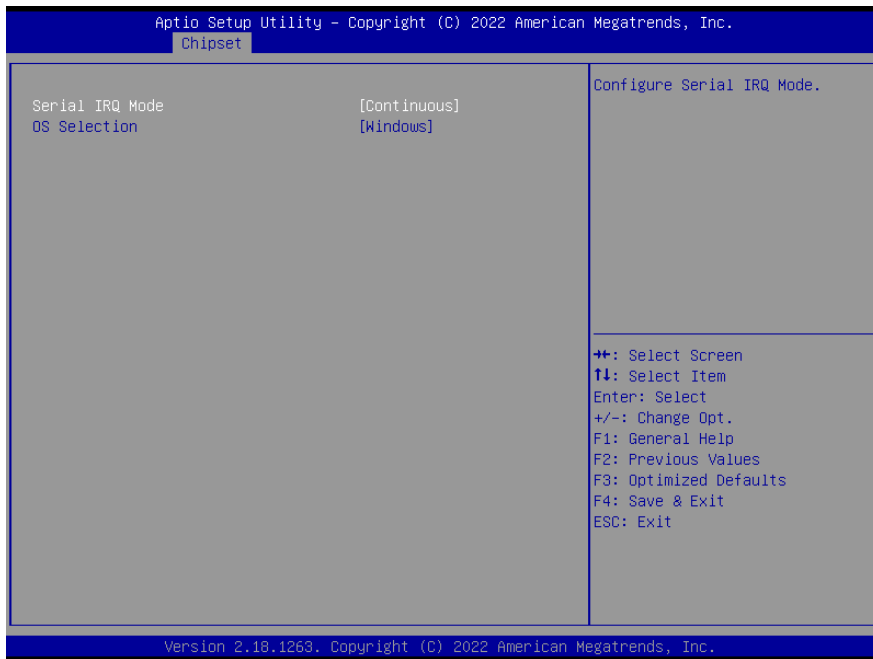 Aptio Setup Utility – Copyright (C) 2022 American Megatrends, Inc.
Chipset
Serial IRQ Mode [Continuous]
OS Selection [Windows]
Configure Serial IRQ Mode.
→←: Select Screen
↑↓: Select Item
Enter: Select
+/-: Change Opt.
F1: General Help
F2: Previous Values
F3: Optimized Defaults
F4: Save & Exit
ESC: Exit
Version 2.18.1263. Copyright (C) 2022 American Megatrends, Inc.